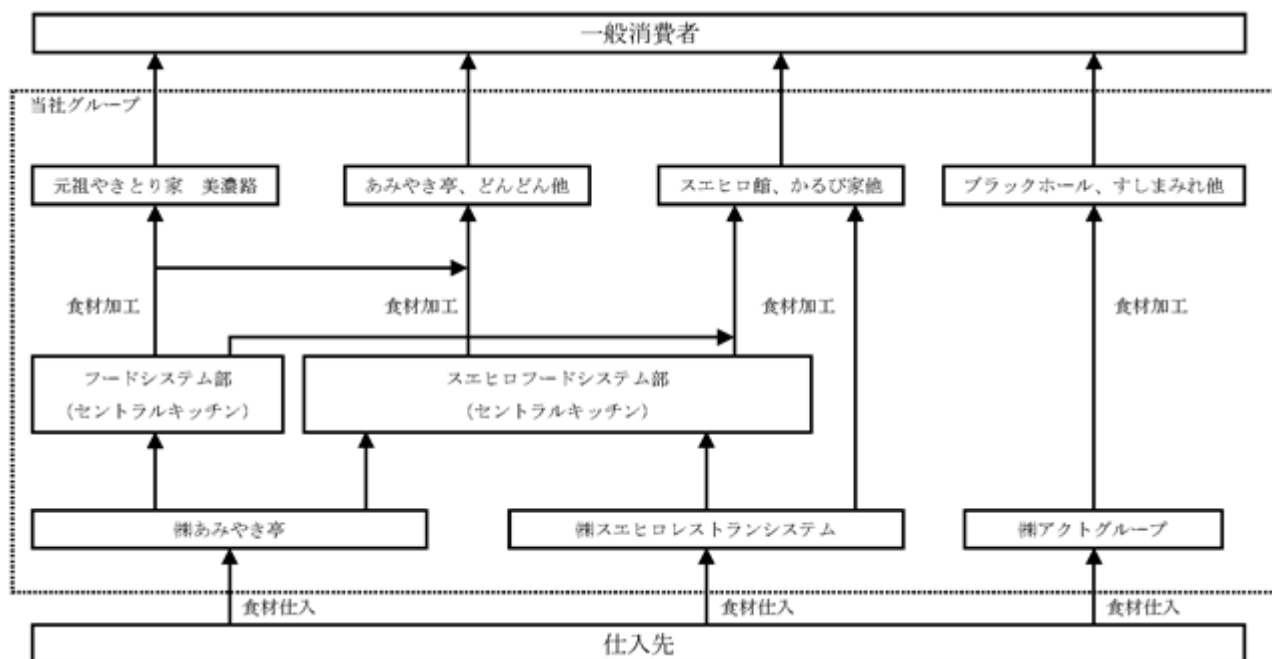 一般消費者
当社グループ
元祖やきとり家　美濃路
あみやき亭、どんどん他
スエヒロ館、かるび家他
ブラックホール、すしまみれ他
食材加工
食材加工
食材加工
食材加工
フードシステム部
（セントラルキッチン）
スエヒロフードシステム部
（セントラルキッチン）
㈱あみやき亭
㈱スエヒロレストランシステム
㈱アクトグループ
食材仕入
食材仕入
食材仕入
仕入先